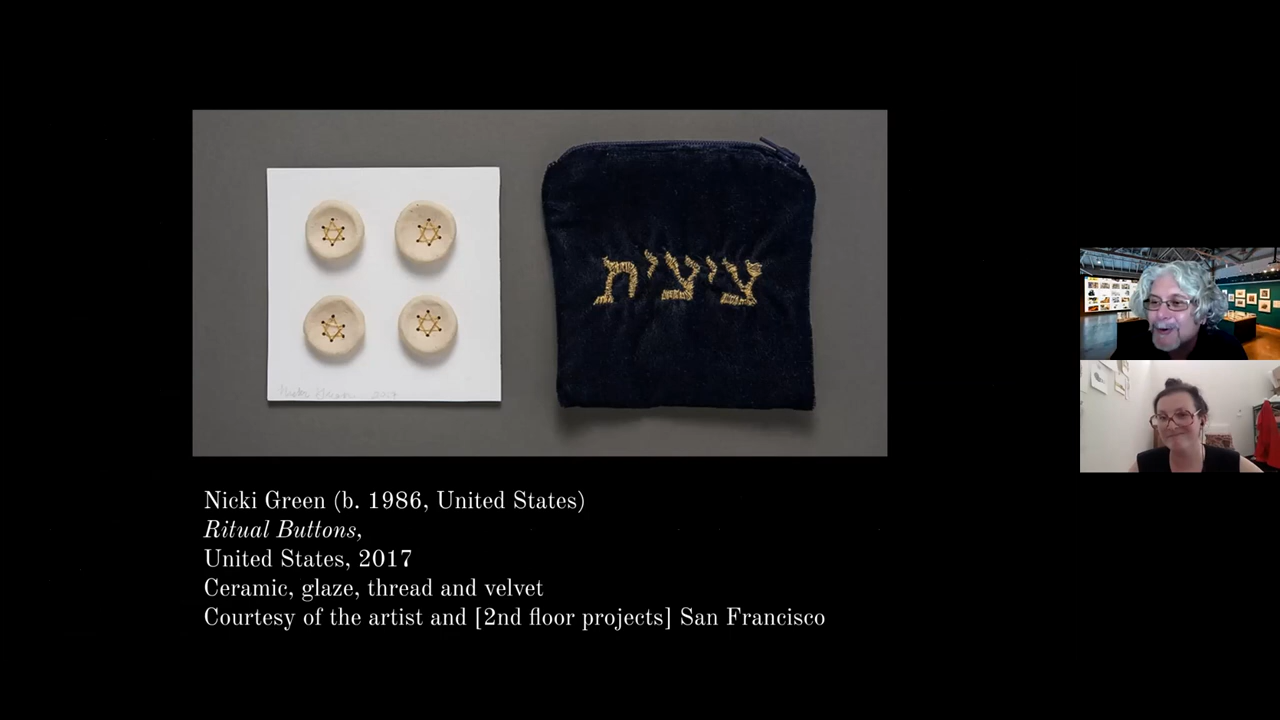 ציצית
Nicki Green (b. 1986, United States)
Ritual Buttons,
United States, 2017
Ceramic, glaze, thread and velvet
Courtesy of the artist and [2nd floor projects] San Francisco